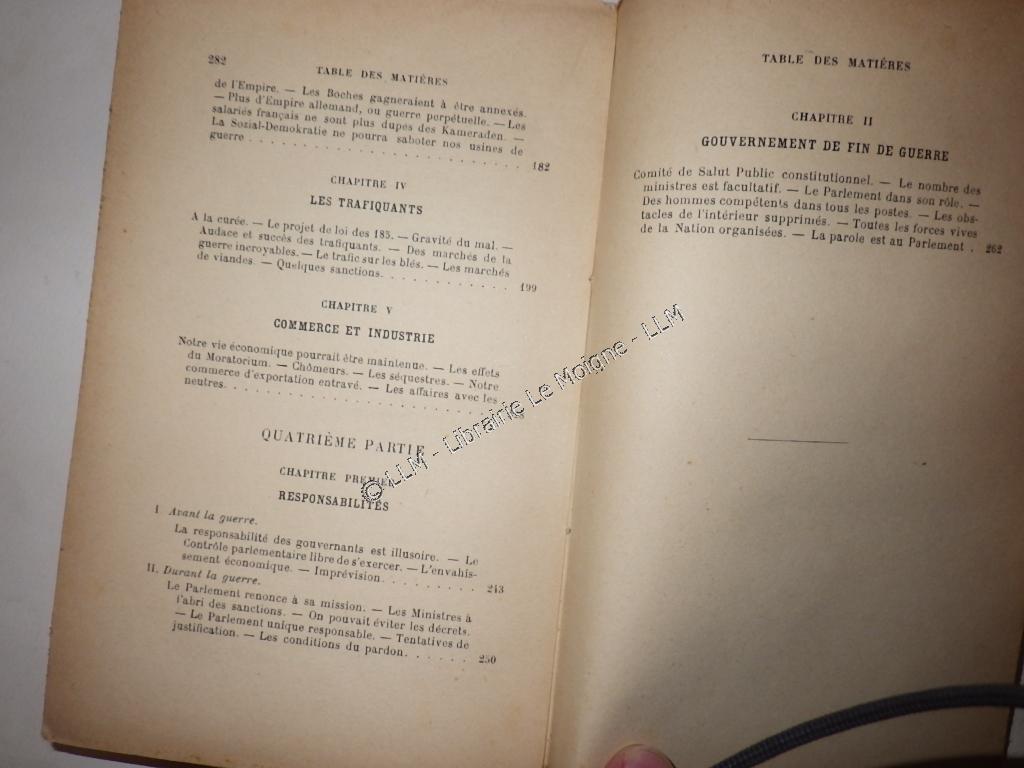 282
TABLE DES MATIÈRES
de l'Empire. — Les Boches gagneraient à être annexés.
— Plus d'Empire allemand, ou guerre perpétuelle. — Les
salariés français ne sont plus dupes des Kameraden. —
La Sozial-Demokratie ne pourra saboter nos usines de
guerre . . . . . . . . . . . . . . . . . . . . . . . 182
CHAPITRE IV
LES TRAFIQUANTS
A la curée. — Le projet de loi des 185. — Gravité du mal. —
Audace et succès des trafiquants. — Des marchés de la
guerre incroyables. — Le trafic sur les blés. — Les marchés
de viandes. — Quelques sanctions. . . . . . . . . . . 199
CHAPITRE V
COMMERCE ET INDUSTRIE
Notre vie économique pourrait être maintenue. — Les effets
du Moratorium. — Chômeurs. — Les séquestres. — Notre
commerce d'exportation entravé. — Les affaires avec les
neutres. . . . . . . . . . . . . . . . . . . . . .
QUATRIÈME PARTIE
CHAPITRE PREMIER
RESPONSABILITÉS
I. Avant la guerre.
La responsabilité des gouvernants est illusoire. — Le
Contrôle parlementaire libre de s'exercer. — L'envahis-
sement économique. — Imprévision. . . . . . . . . 243
II. Durant la guerre.
Le Parlement renonce à sa mission. — Les Ministres à
l'abri des sanctions. — On pouvait éviter les décrets.
— Le Parlement unique responsable. — Tentatives de
justification. — Les conditions du pardon. . . . . . 250
TABLE DES MATIÈRES
CHAPITRE II
GOUVERNEMENT DE FIN DE GUERRE
Comité de Salut Public constitutionnel. — Le nombre des
ministres est facultatif. — Le Parlement dans son rôle. —
Des hommes compétents dans tous les postes. — Les obs-
tacles de l'intérieur supprimés. — Toutes les forces vives
de la Nation organisées. — La parole est au Parlement . 262
© LLM - Librairie Le Moigne - LLM